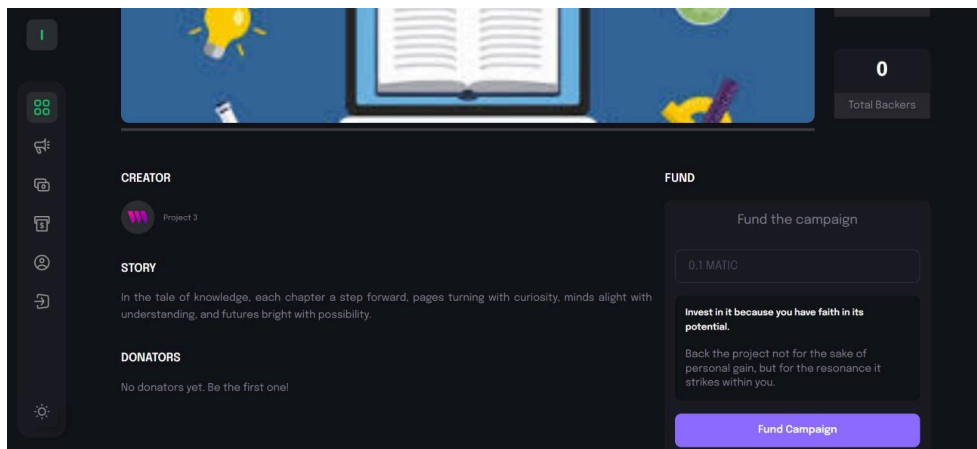 0
Total Backers
CREATOR
FUND
Project 3
Fund the campaign
STORY
0.1 MATIC
In the tale of knowledge, each chapter a step forward, pages turning with curiosity, minds alight with
understanding, and futures bright with possibility.
Invest in it because you have faith in its
potential.
DONATORS
Back the project not for the sake of
personal gain, but for the resonance it
strikes within you.
No donators yet. Be the first one!
Fund Campaign